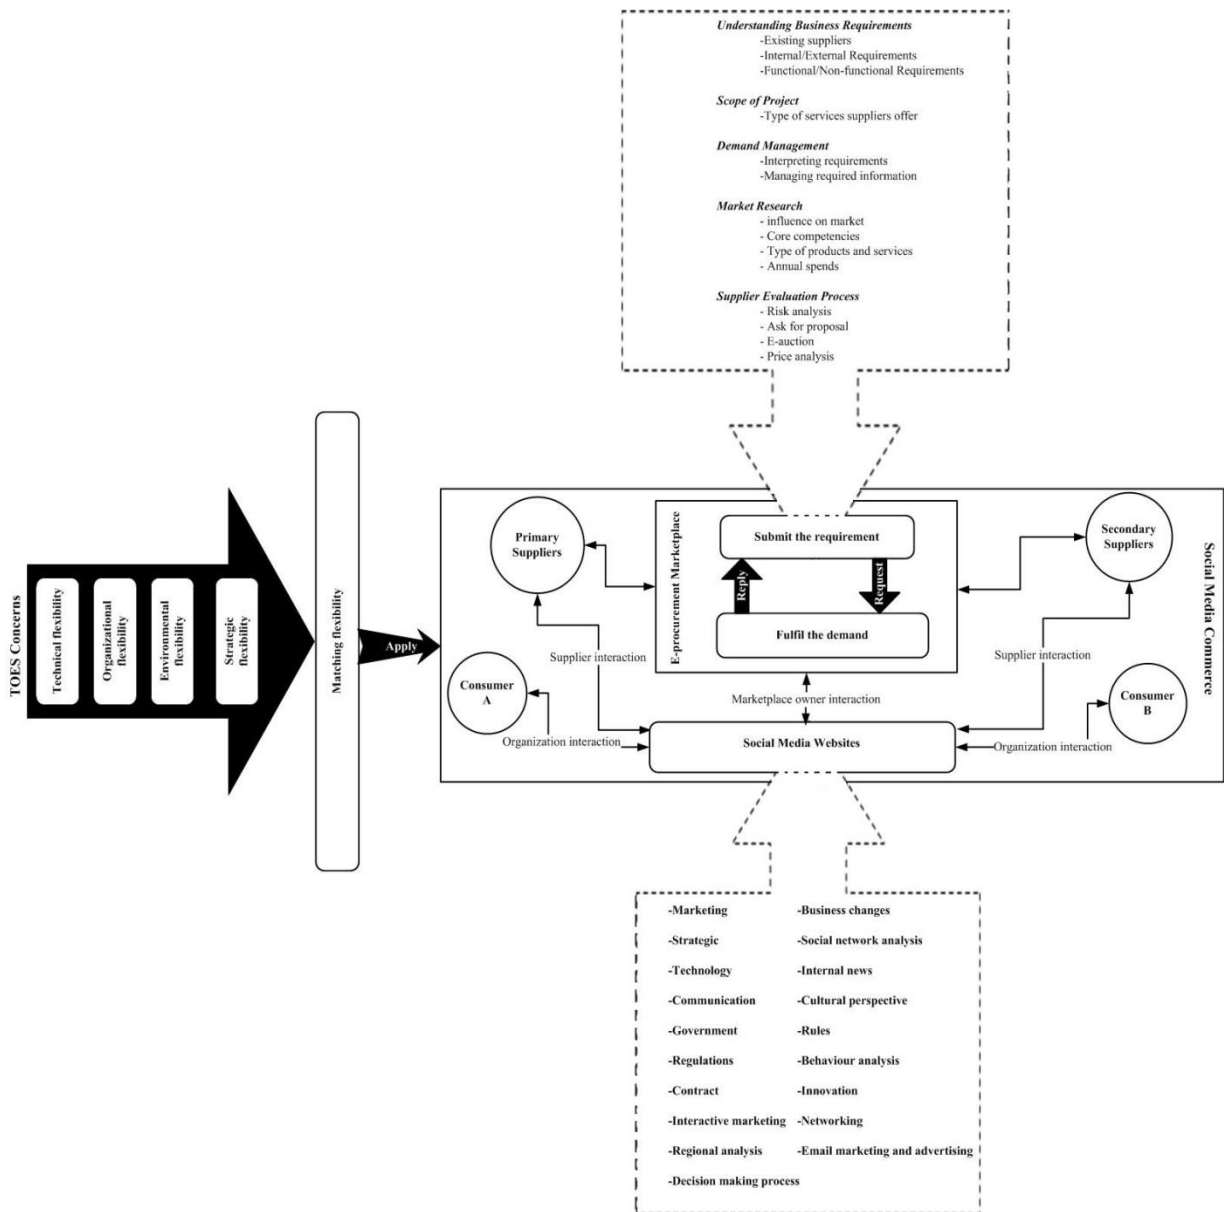 Understanding Business Requirements
-Existing suppliers
-Internal/External Requirements
-Functional/Non-functional Requirements
Scope of Project
-Type of services suppliers offer
Demand Management
-Interpreting requirements
-Managing required information
Market Research
- influence on market
- Core competencies
- Type of products and services
- Annual spends
Supplier Evaluation Process
- Risk analysis
- Ask for proposal
- E-auction
- Price analysis
TOES Concerns
Technical flexibility
Organizational
flexibility
Environmental
flexibility
Strategic
flexibility
Matching flexibility
Apply
Primary
Suppliers
E-procurement Marketplace
Submit the requirement
Reply
Request
Fulfil the demand
Secondary
Suppliers
Social Media Commerce
Supplier interaction
Supplier interaction
Consumer
A
Marketplace owner interaction
Consumer
B
Organization interaction
Social Media Websites
Organization interaction
-Marketing
-Business changes
-Strategic
-Social network analysis
-Technology
-Internal news
-Communication
-Cultural perspective
-Government
-Rules
-Regulations
-Behaviour analysis
-Contract
-Innovation
-Interactive marketing
-Networking
-Regional analysis
-Email marketing and advertising
-Decision making process